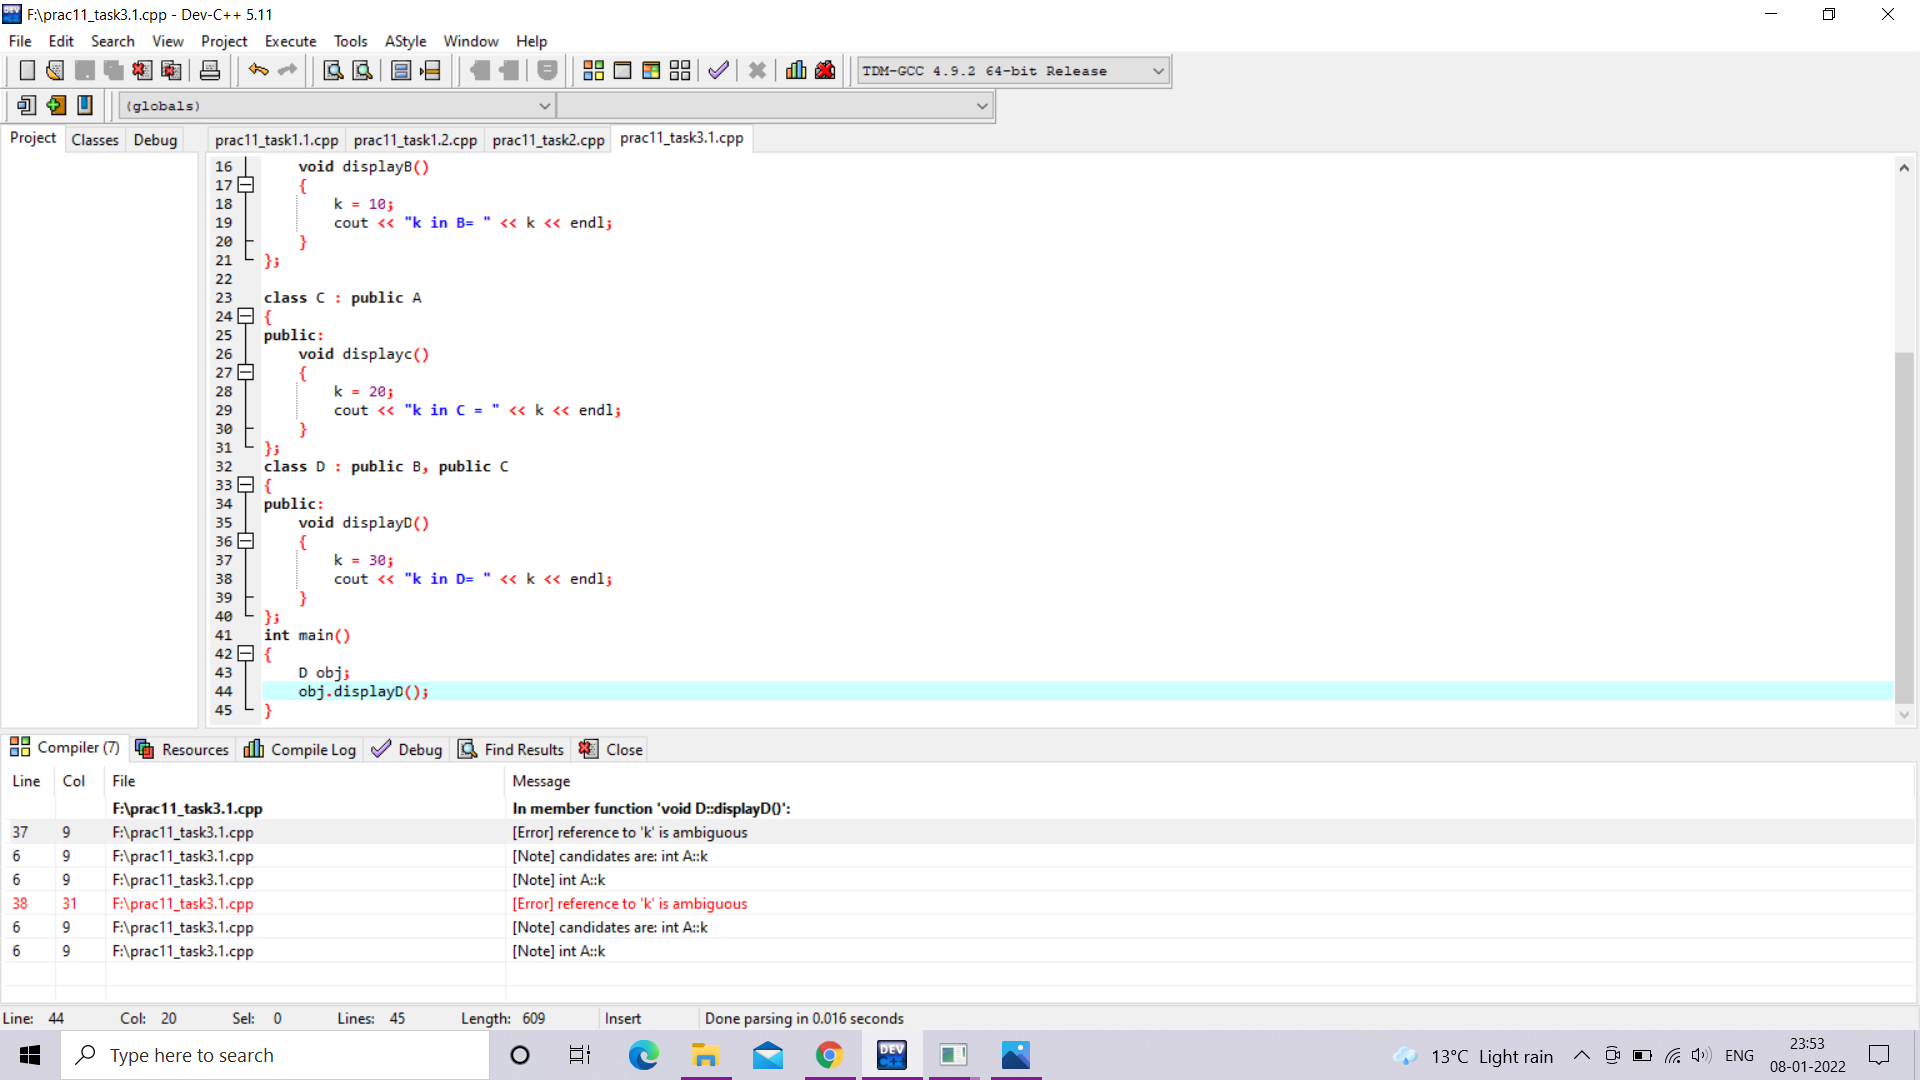 F:\prac11_task3.1.cpp - Dev-C++ 5.11
File Edit Search View Project Execute Tools AStyle Window Help
TDM-GCC 4.9.2 64-bit Release
(globals)
Project Classes Debug prac11_task1.1.cpp prac11_task1.2.cpp prac11_task2.cpp prac11_task3.1.cpp
16 void displayB()
17 {
18 k = 10;
19 cout << "k in B= " << k << endl;
20 }
21 };
22
23 class C : public A
24 {
25 public:
26 void displayc()
27 {
28 k = 20;
29 cout << "k in C = " << k << endl;
30 }
31 };
32 class D : public B, public C
33 {
34 public:
35 void displayD()
36 {
37 k = 30;
38 cout << "k in D= " << k << endl;
39 }
40 };
41 int main()
42 {
43 D obj;
44 obj.displayD();
45 }
Compiler (7) Resources Compile Log Debug Find Results Close
Line Col File Message
F:\prac11_task3.1.cpp In member function 'void D::displayD()':
37 9 F:\prac11_task3.1.cpp [Error] reference to 'k' is ambiguous
6 9 F:\prac11_task3.1.cpp [Note] candidates are: int A::k
6 9 F:\prac11_task3.1.cpp [Note] int A::k
38 31 F:\prac11_task3.1.cpp [Error] reference to 'k' is ambiguous
6 9 F:\prac11_task3.1.cpp [Note] candidates are: int A::k
6 9 F:\prac11_task3.1.cpp [Note] int A::k
Line: 44 Col: 20 Sel: 0 Lines: 45 Length: 609 Insert Done parsing in 0.016 seconds
Type here to search DEV C++ 13°C Light rain ENG 23:53
08-01-2022